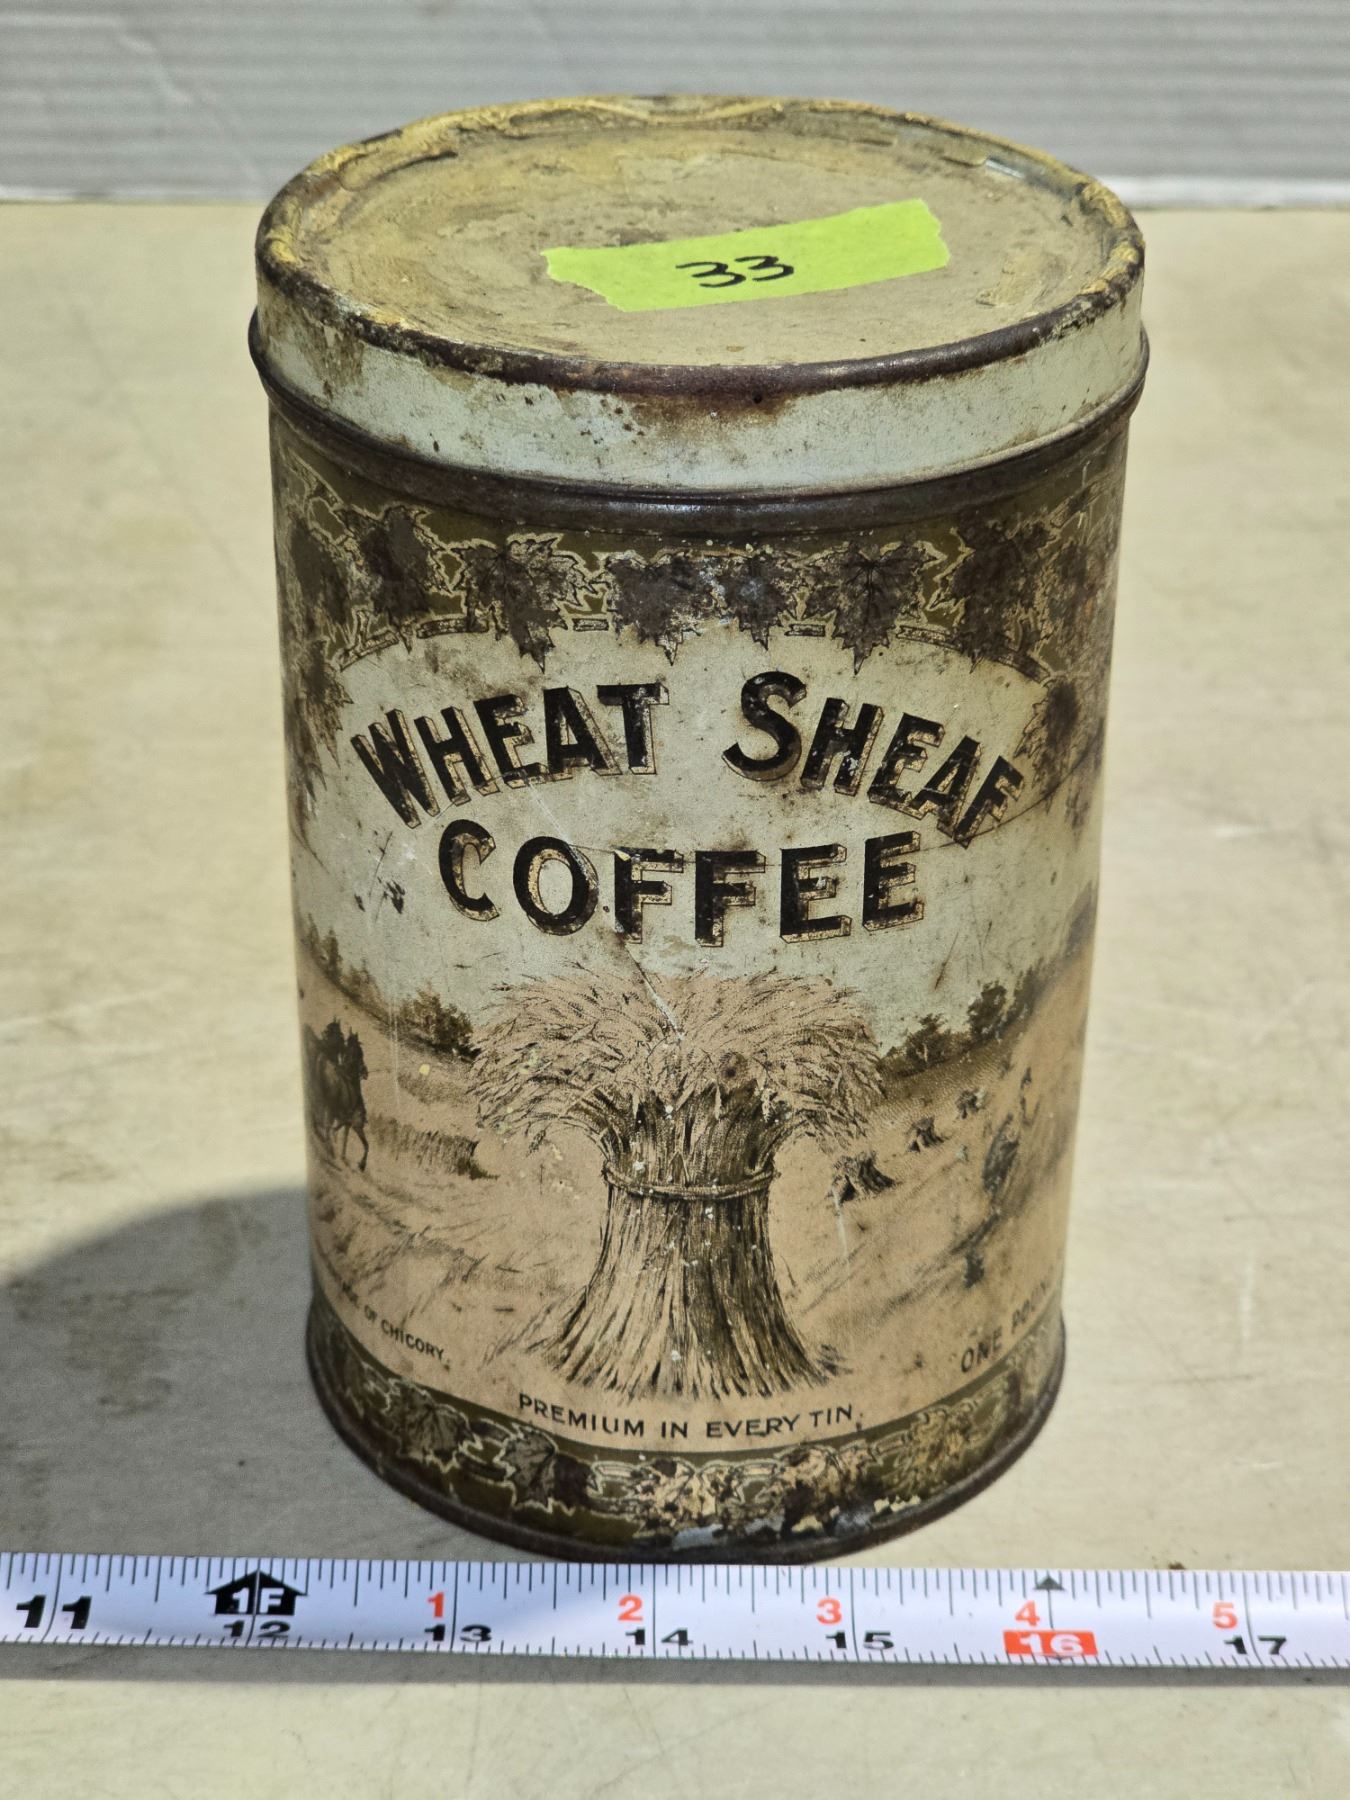 33
WHEAT SHEAF
COFFEE
OF CHICORY.
ONE
PREMIUM IN EVERY TIN.
1 2 3 4 5
11 1F 12 13 14 15 16 17